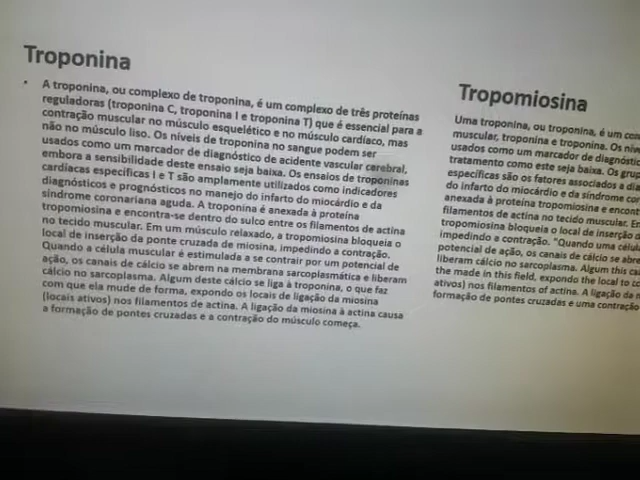 Troponina
• A troponina, ou complexo de troponina, é um complexo de três proteínas
reguladoras (troponina C, troponina I e troponina T) que é essencial para a
contração muscular no músculo esquelético e no músculo cardíaco, mas
não no músculo liso. Os níveis de troponina no sangue podem ser
usados como um marcador de diagnóstico de acidente vascular cerebral,
embora a sensibilidade deste ensaio seja baixa. Os ensaios de troponinas
cardíacas específicas I e T são amplamente utilizados como indicadores
diagnósticos e prognósticos no manejo do infarto do miocárdio e da
síndrome coronariana aguda. A troponina é anexada à proteína
tropomiosina e encontra-se dentro do sulco entre os filamentos de actina
no tecido muscular. Em um músculo relaxado, a tropomiosina bloqueia o
local de inserção da ponte cruzada de miosina, impedindo a contração.
Quando a célula muscular é estimulada a se contrair por um potencial de
ação, os canais de cálcio se abrem na membrana sarcoplasmática e liberam
cálcio no sarcoplasma. Algum deste cálcio se liga à troponina, o que faz
com que ela mude de forma, expondo os locais de ligação da miosina
(locais ativos) nos filamentos de actina. A ligação da miosina à actina causa
a formação de pontes cruzadas e a contração do músculo começa.
Tropomiosina
Uma troponina, ou troponina, é um
muscular, troponina e troponina. Os
usados como um marcador de
tratamento como este seja baixa. Os
específicas são os fatores associados a
do infarto do miocárdio e da síndrome
anexada à proteína tropomiosina e
filamentos de actina no tecido muscular.
tropomiosina bloqueia o local de inserção
impedindo a contração. "Quando uma
potencial de ação, os canais de cálcio se
liberam cálcio no sarcoplasma. Algum this
the made in this field, expondo the local to
ativos) nos filamentos of actina. A ligação da
formação de pontes cruzadas e uma